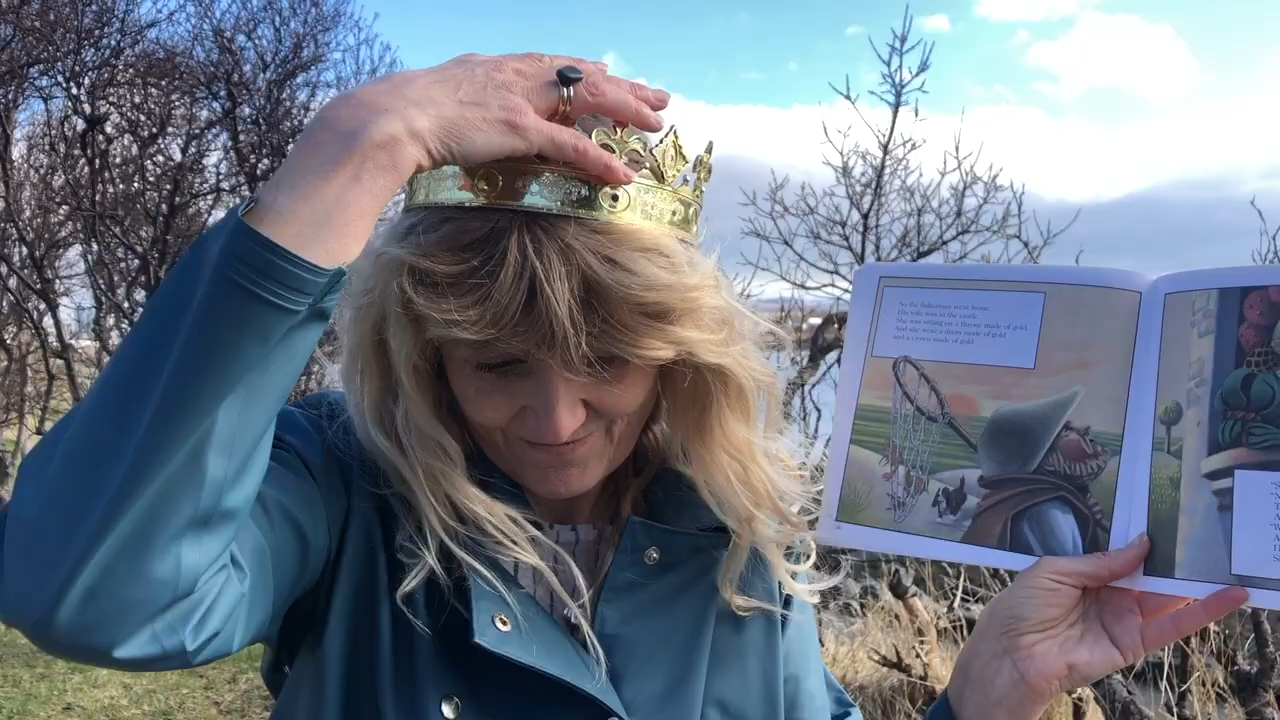 So the fisherman went home.
His wife was in the castle.
She was sitting on a throne made of gold.
And she wore a dress made of gold
and a crown made of gold.